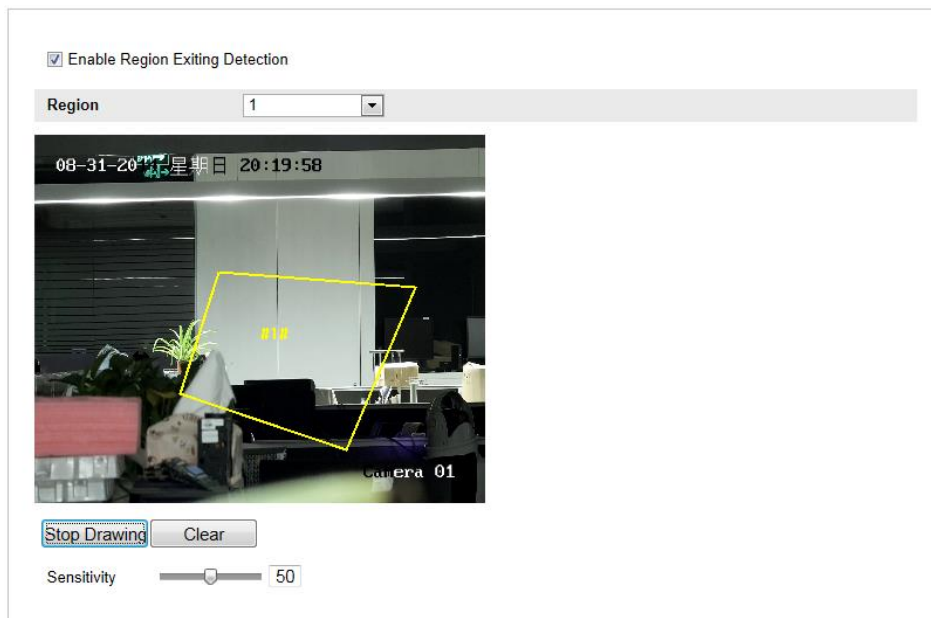 Enable Region Exiting Detection
Region 1
08-31-20 星期日 20:19:58
#1#
Camera 01
Stop Drawing Clear
Sensitivity 50